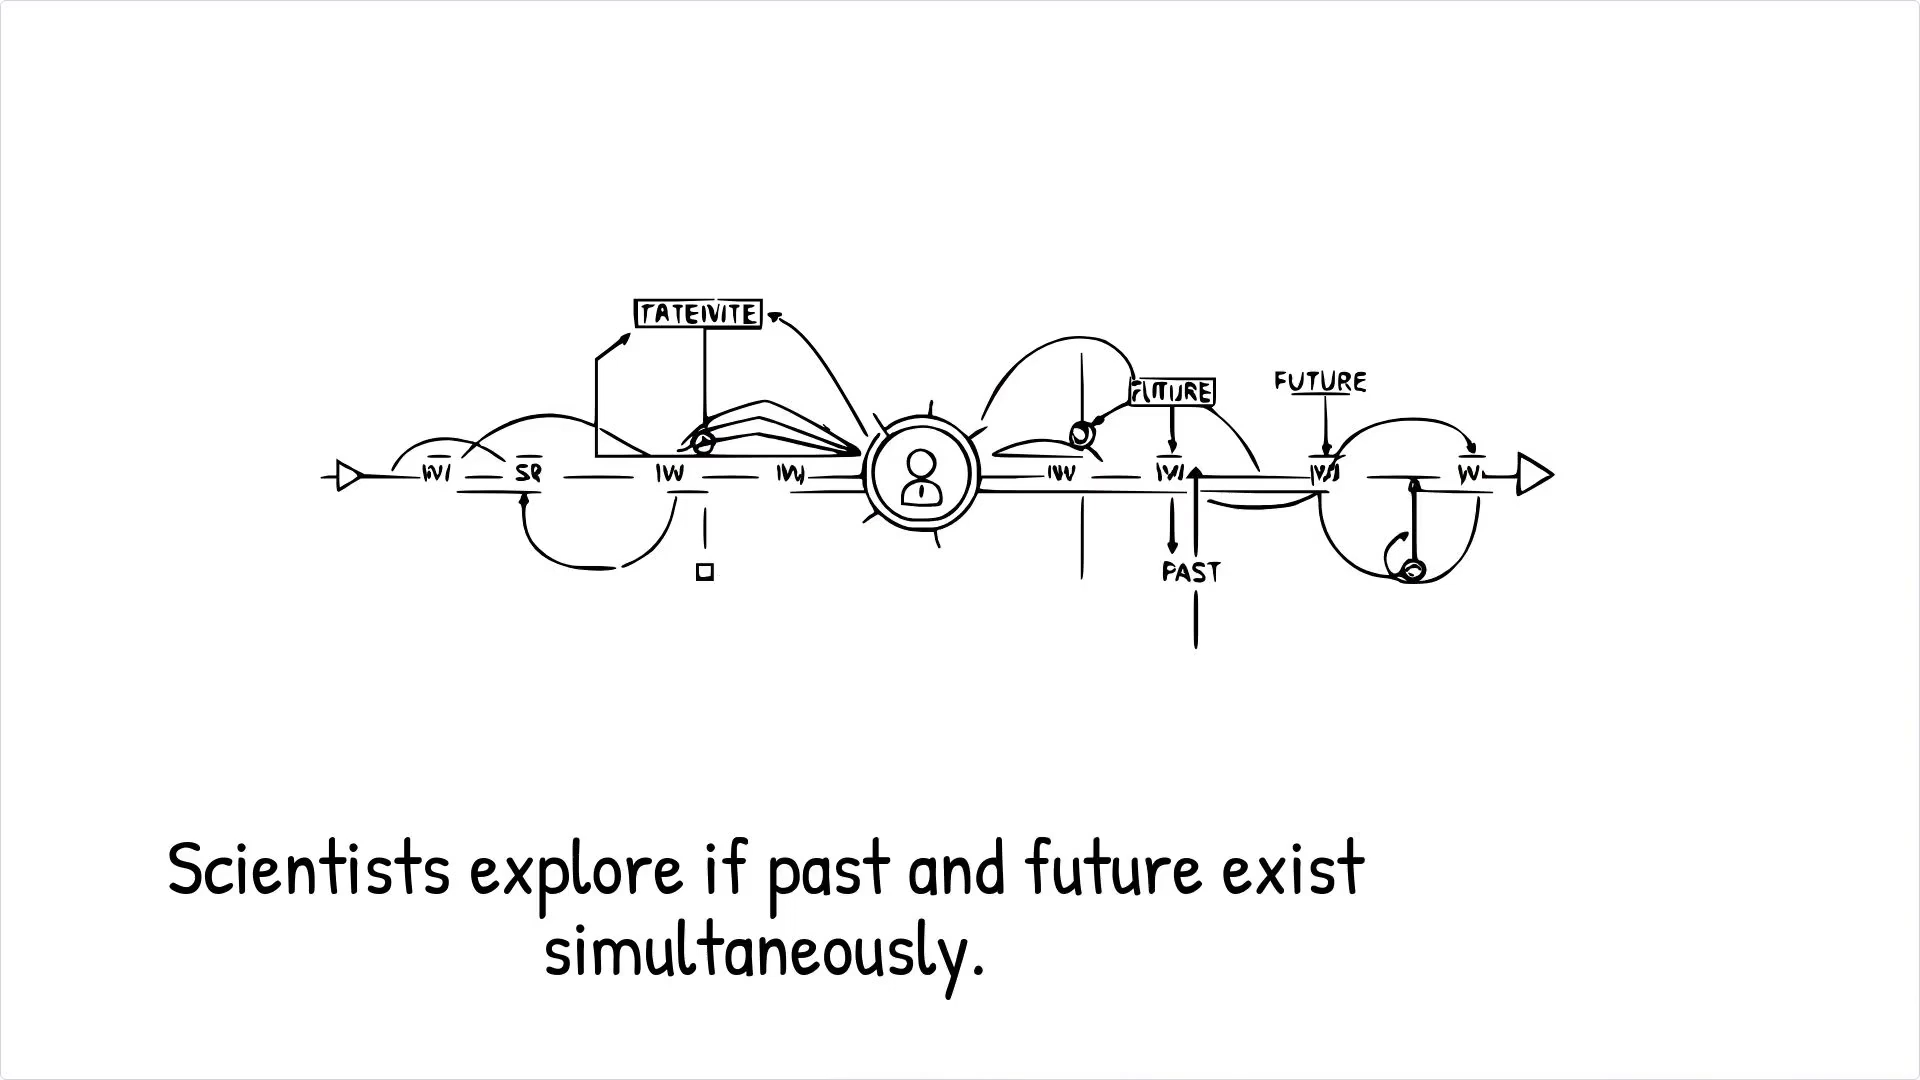 TATEIVITE
FUTURE
FUTURE
SR
PAST
Scientists explore if past and future exist
simultaneously.